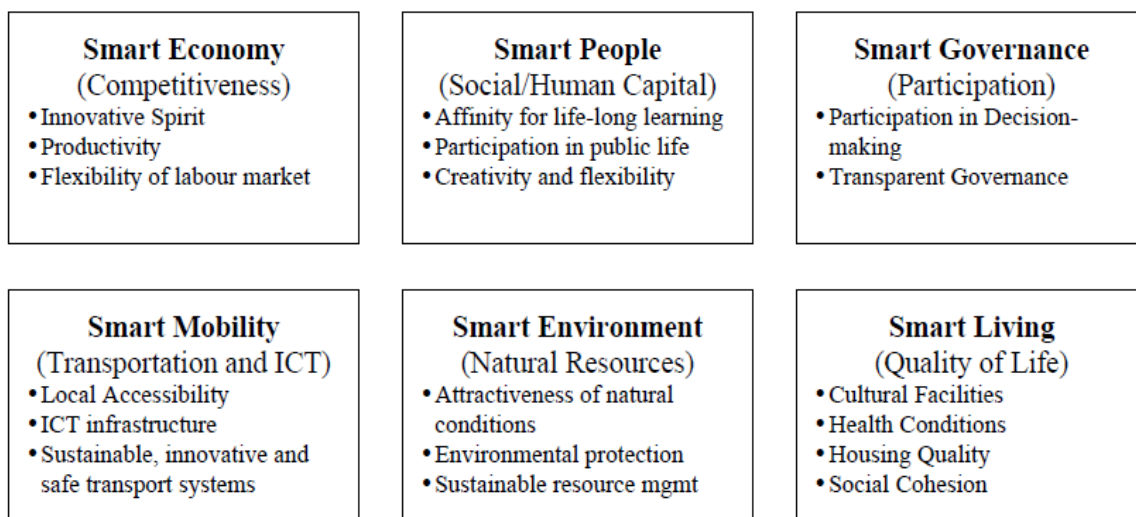 Smart Economy
(Competitiveness)
• Innovative Spirit
• Productivity
• Flexibility of labour market
Smart People
(Social/Human Capital)
• Affinity for life-long learning
• Participation in public life
• Creativity and flexibility
Smart Governance
(Participation)
• Participation in Decision-
making
• Transparent Governance
Smart Mobility
(Transportation and ICT)
• Local Accessibility
• ICT infrastructure
• Sustainable, innovative and
safe transport systems
Smart Environment
(Natural Resources)
• Attractiveness of natural
conditions
• Environmental protection
• Sustainable resource mgmt
Smart Living
(Quality of Life)
• Cultural Facilities
• Health Conditions
• Housing Quality
• Social Cohesion